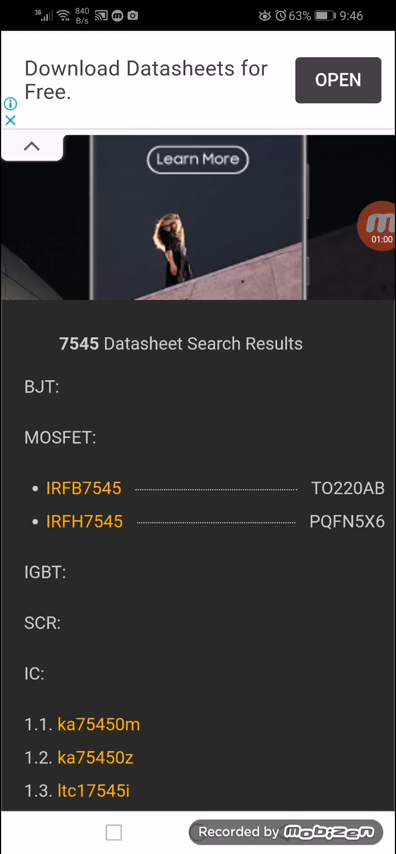 3G 840 B/s 63% 9:46
Download Datasheets for Free.
OPEN
Learn More
01:00
7545 Datasheet Search Results
BJT:
MOSFET:
• IRFB7545 TO220AB
• IRFH7545 PQFN5X6
IGBT:
SCR:
IC:
1.1. ka75450m
1.2. ka75450z
1.3. ltc17545i
Recorded by mobizen